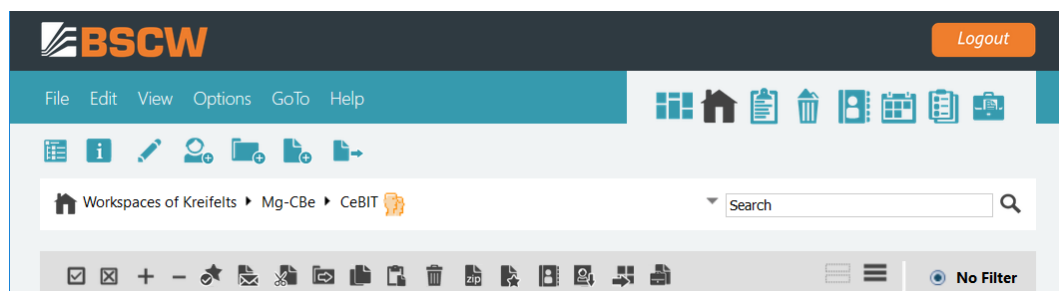 BSCW
Logout
File Edit View Options GoTo Help
i
Workspaces of Kreifelts Mg-CBe CeBIT
Search
zip
No Filter